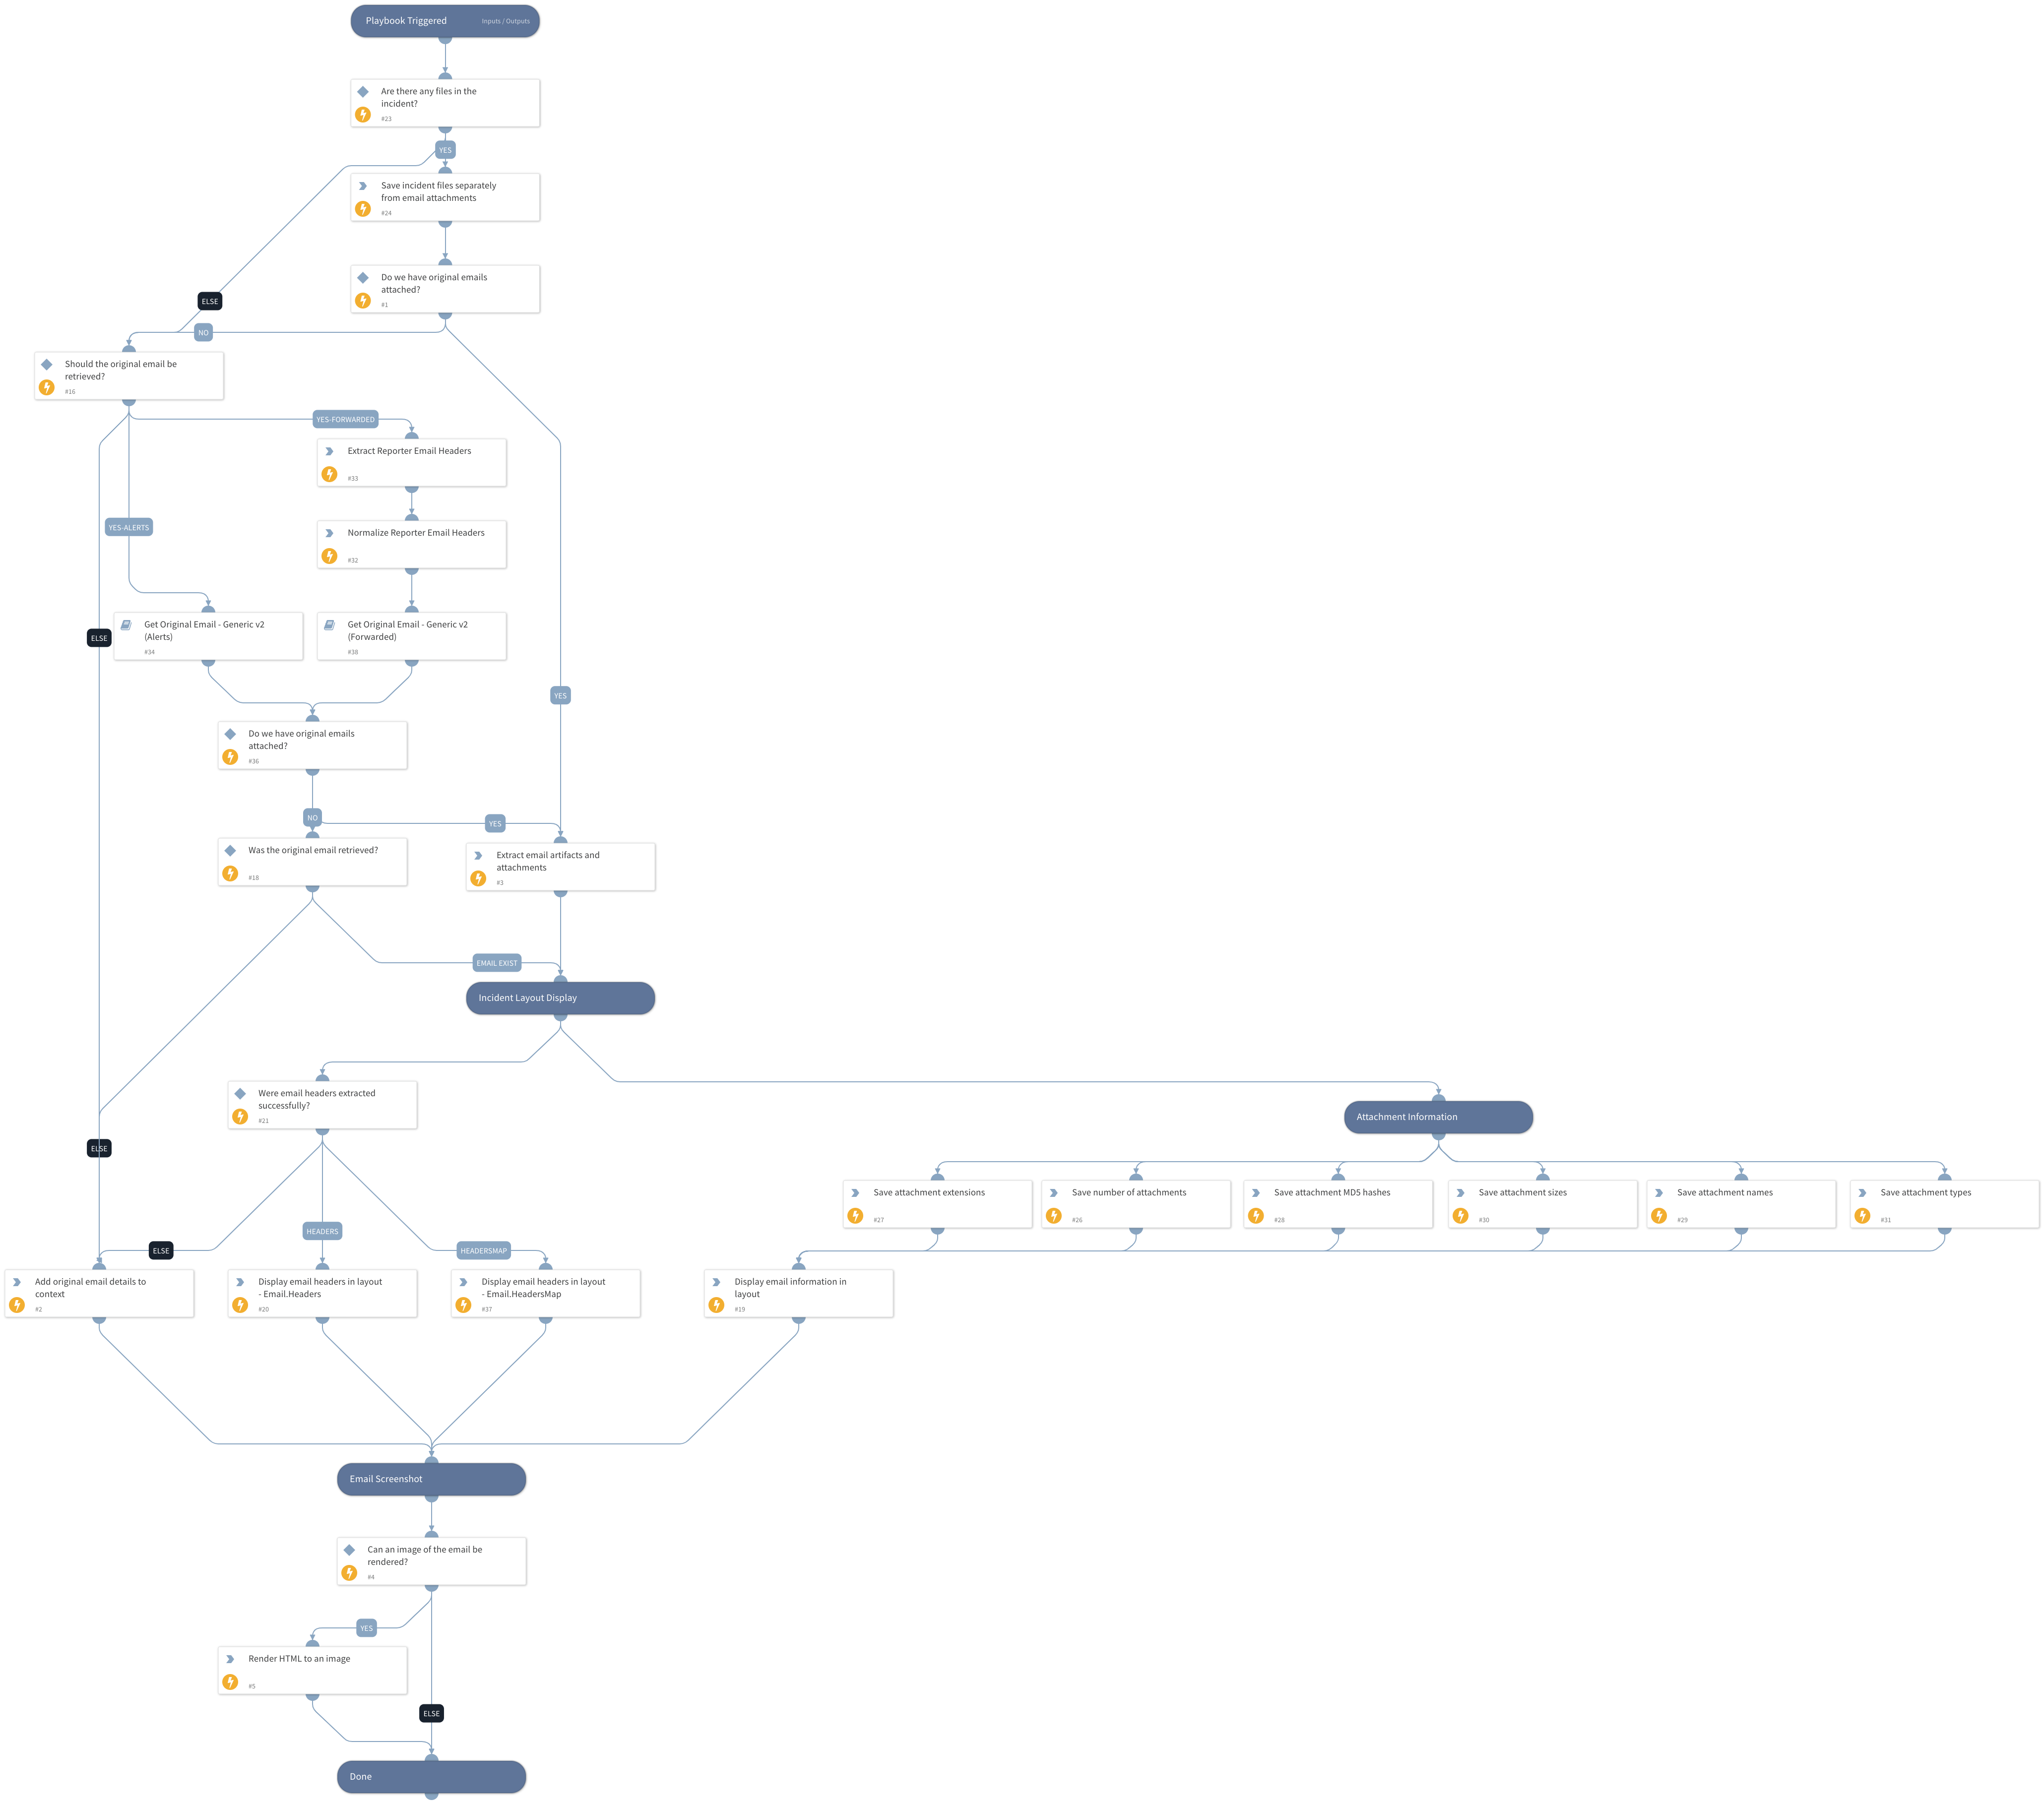 Playbook Triggered
Inputs / Outputs
Are there any files in the
incident?
#23
YES
Save incident files separately
from email attachments
#24
Do we have original emails
attached?
#1
ELSE
NO
Should the original email be
retrieved?
#16
YES-FORWARDED
Extract Reporter Email Headers
#33
YES-ALERTS
Normalize Reporter Email Headers
#32
ELSE
Get Original Email - Generic v2
(Alerts)
#34
Get Original Email - Generic v2
(Forwarded)
#38
YES
Do we have original emails
attached?
#36
NO
YES
Was the original email retrieved?
#18
Extract email artifacts and
attachments
#3
EMAIL EXIST
Incident Layout Display
Were email headers extracted
successfully?
#21
Attachment Information
ELSE
Save attachment extensions
#27
Save number of attachments
#26
Save attachment MD5 hashes
#28
Save attachment sizes
#30
Save attachment names
#29
Save attachment types
#31
HEADERS
ELSE
HEADERSMAP
Add original email details to
context
#2
Display email headers in layout
- Email.Headers
#20
Display email headers in layout
- Email.HeadersMap
#37
Display email information in
layout
#19
Email Screenshot
Can an image of the email be
rendered?
#4
YES
Render HTML to an image
#5
ELSE
Done